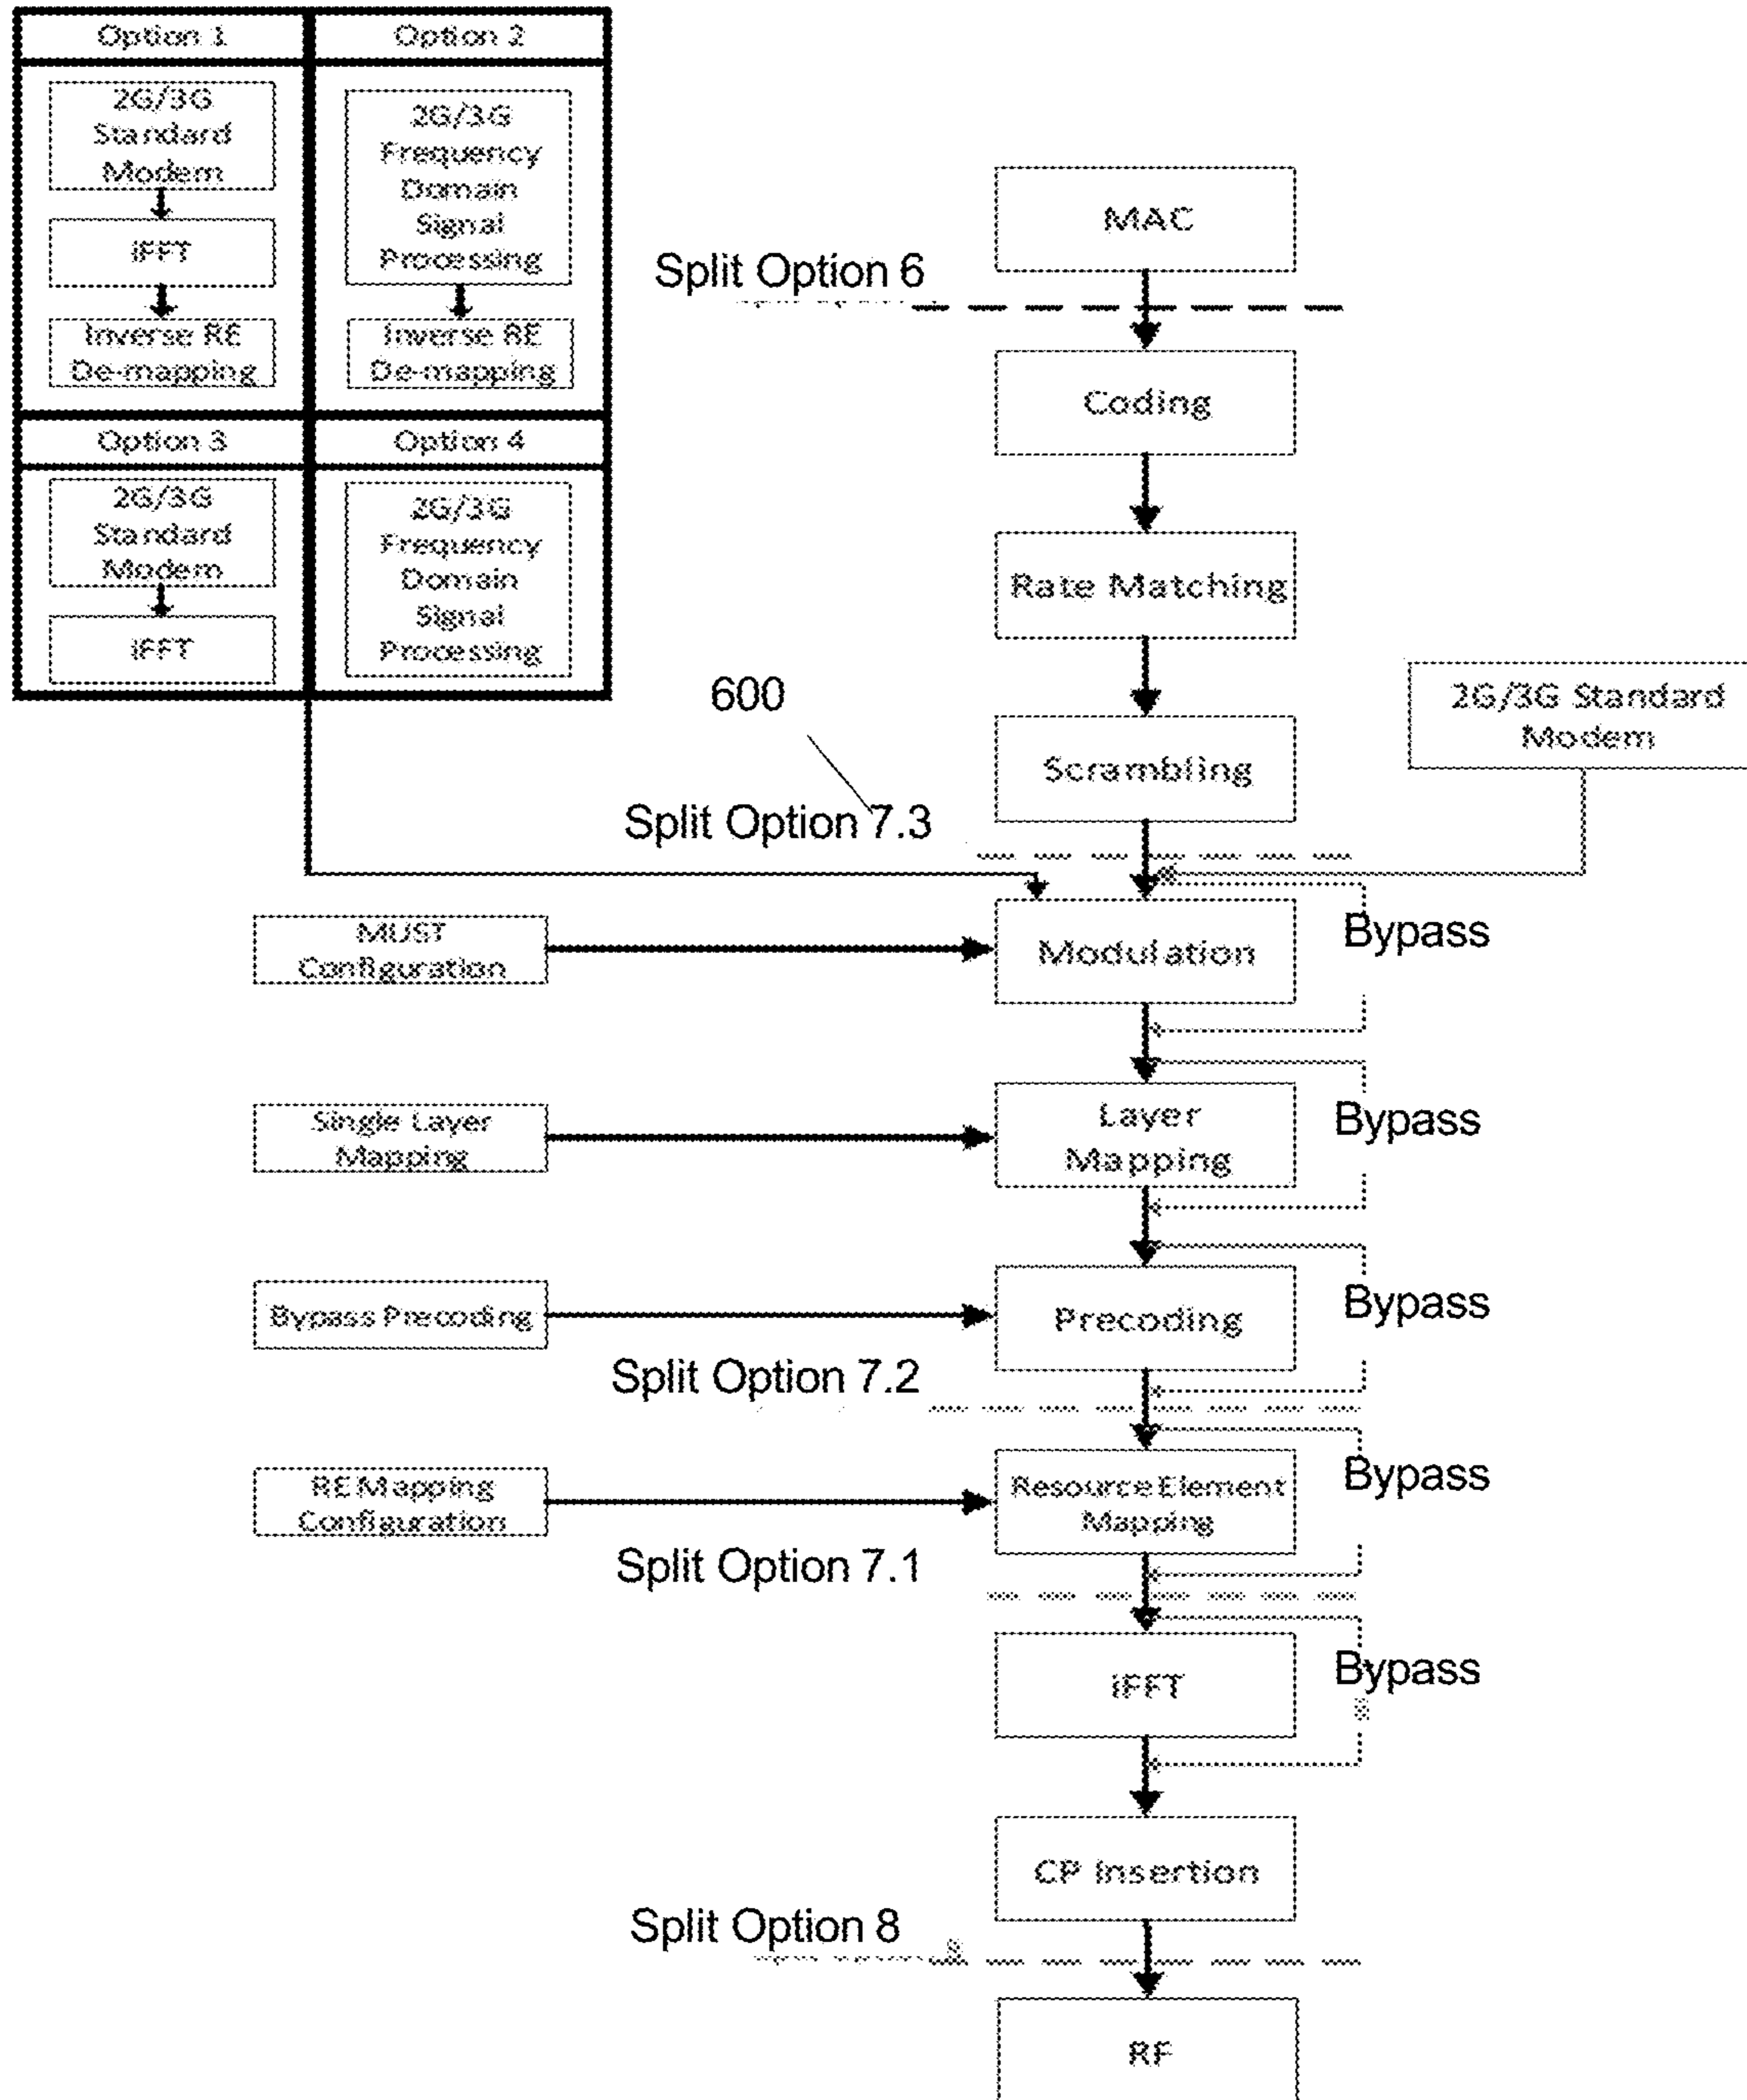 Option 1
Option 2
2G/3G
Standard
Modem
iFFT
Inverse RE
De-mapping
2G/3G
Frequency
Domain
Signal
Processing
Inverse RE
De-mapping
Option 3
Option 4
2G/3G
Standard
Modem
iFFT
2G/3G
Frequency
Domain
Signal
Processing
MAC
Split Option 6
Coding
Rate Matching
600
Scrambling
2G/3G Standard
Modem
Split Option 7.3
MUST
Configuration
Modulation
Bypass
Single Layer
Mapping
Layer
Mapping
Bypass
Bypass Precoding
Precoding
Bypass
Split Option 7.2
RE Mapping
Configuration
Resource Element
Mapping
Bypass
Split Option 7.1
iFFT
Bypass
CP Insertion
Split Option 8
RF